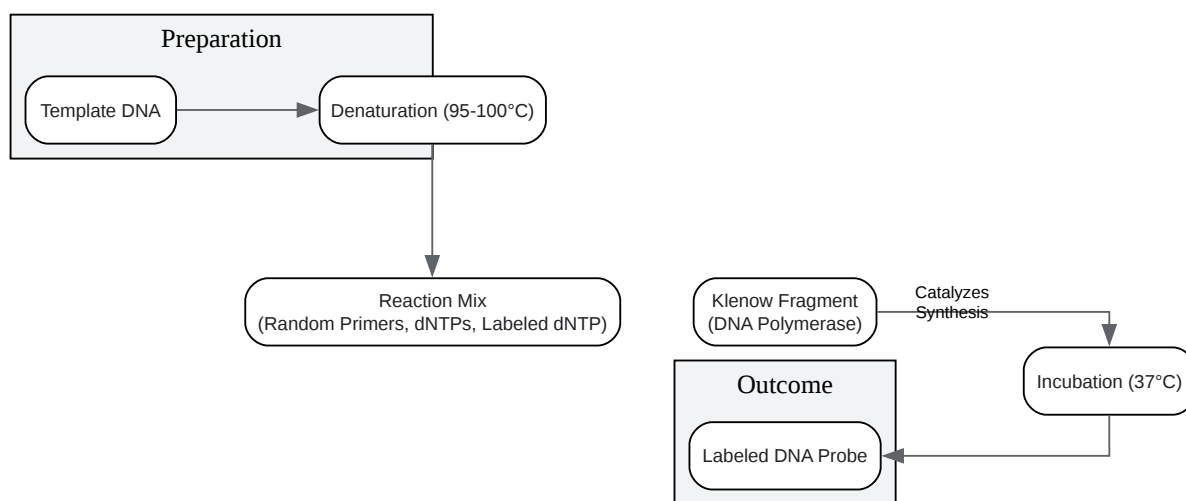 Preparation
Template DNA
Denaturation (95-100°C)
Reaction Mix
(Random Primers, dNTPs, Labeled dNTP)
Klenow Fragment
(DNA Polymerase)
Catalyzes
Synthesis
Incubation (37°C)
Outcome
Labeled DNA Probe